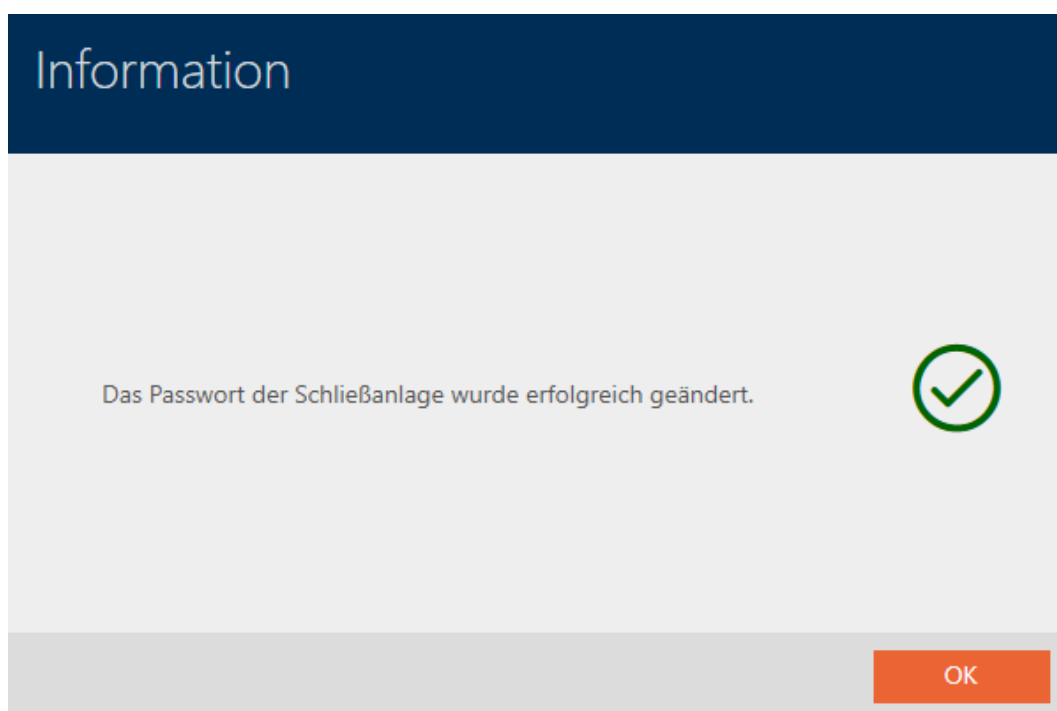 Information
Das Passwort der Schließanlage wurde erfolgreich geändert.
OK